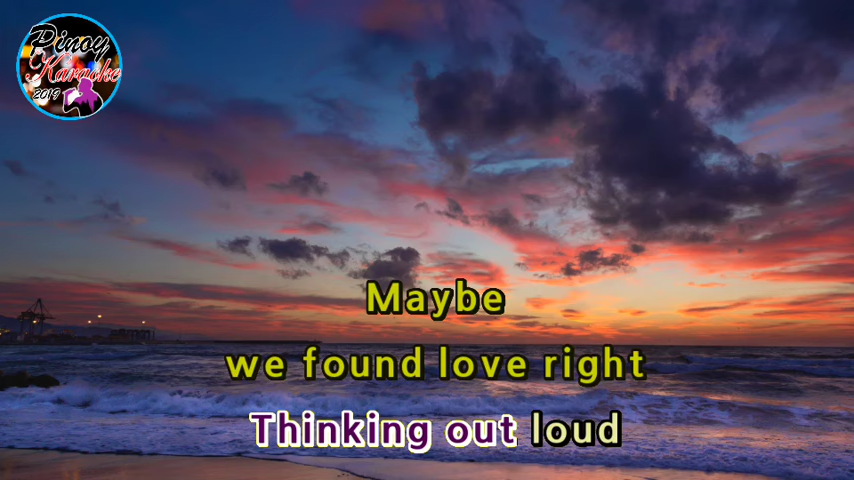 Pinoy
Karaoke
2019
Maybe
we found love right
Thinking out loud